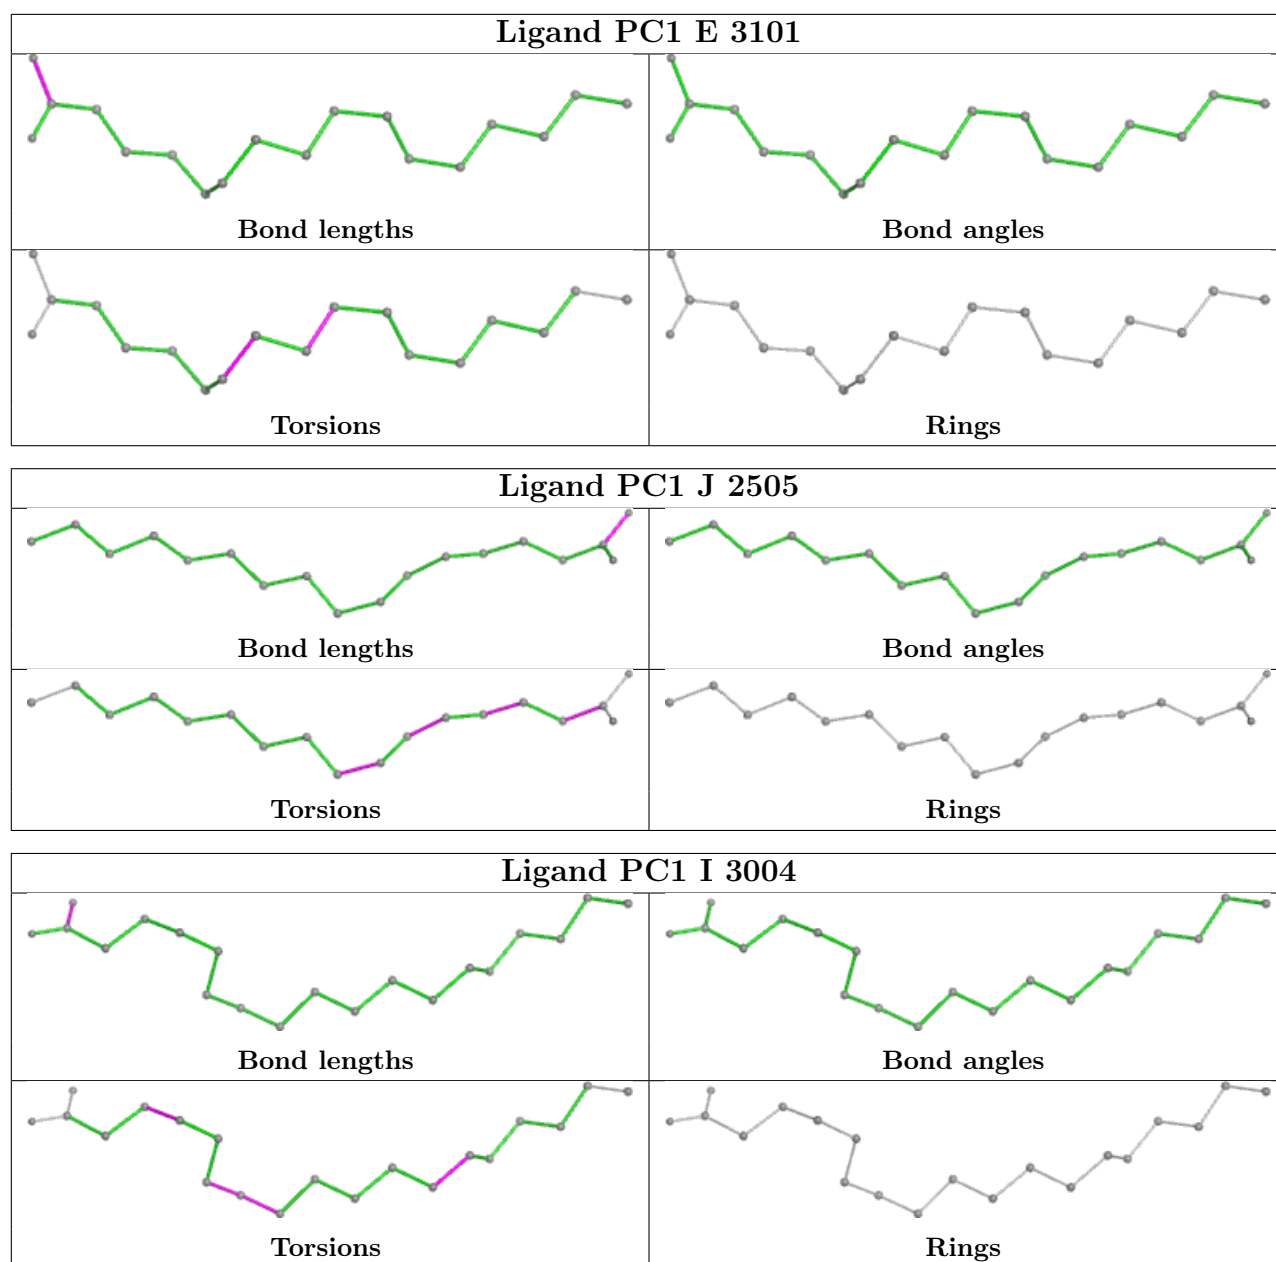 Ligand PC1 E 3101
Bond lengths
Bond angles
Torsions
Rings
Ligand PC1 J 2505
Bond lengths
Bond angles
Torsions
Rings
Ligand PC1 I 3004
Bond lengths
Bond angles
Torsions
Rings